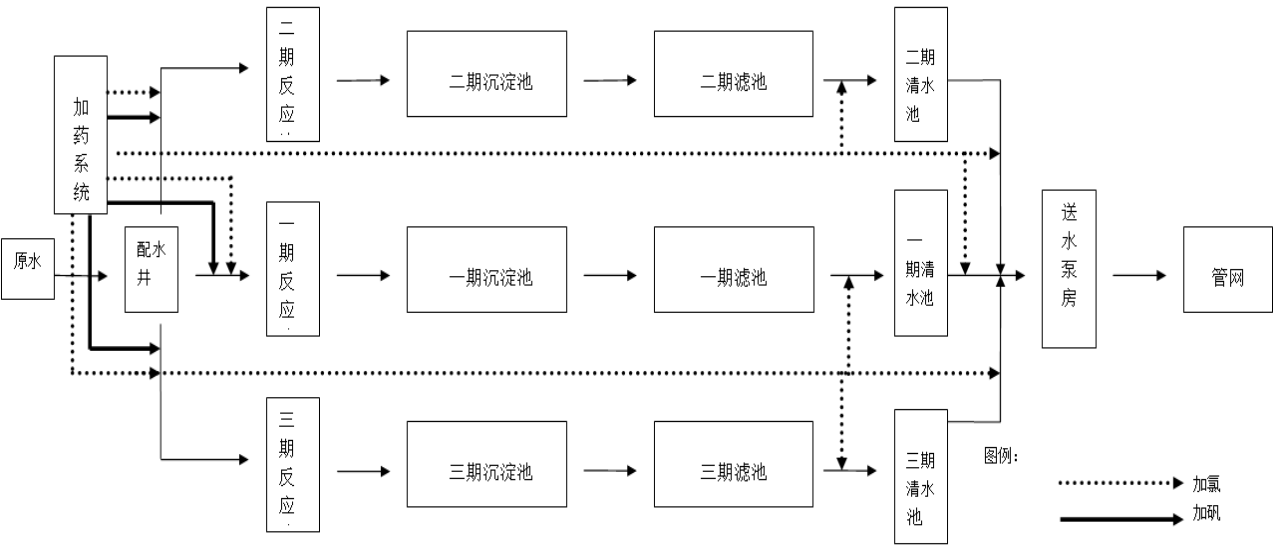 加
药
系
统
原水
配水
井
二
期
反
应
二期沉淀池
二期滤池
二期
清水
池
一
期
反
应
一期沉淀池
一期滤池
一
期清
水池
三
期
反
应
三期沉淀池
三期滤池
三期
清水
池
送
水
泵
房
管网
图例：
加氯
加矾